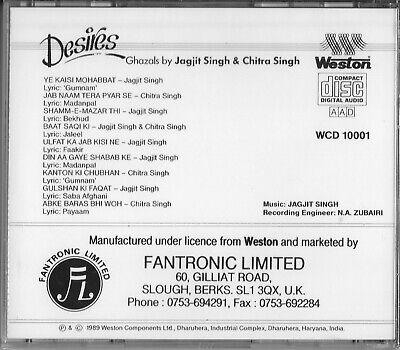 Desires
Ghazals by Jagjit Singh & Chitra Singh
Weston
COMPACT
disc
DIGITAL AUDIO
AAD
WCD 10001
YE KAISI MOHABBAT – Jagjit Singh
Lyric: 'Gumnam'
JAB NAAM TERA PYAR SE – Chitra Singh
Lyric: Madanpal
SHAMM-E-MAZAR THI – Jagjit Singh
Lyric: Bekhud
BAAT SAQI KI – Jagjit & Chitra Singh
Lyric: Jaleel
ULFAT KA JAB KISI NE – Jagjit Singh
Lyric: Faakir
DIN AA GAYE SHABAB KE – Jagjit Singh
Lyric: Madanpal
KANTON KI CHUBHAN – Chitra Singh
Lyric: 'Gumnam'
GULSHAN KI FAQAT – Jagjit Singh
Lyric: Saba Afghani
ABKE BARAS BHI WOH – Chitra Singh
Lyric: Payaam
Music: JAGJIT SINGH
Recording Engineer: N.A. ZUBAIRI
FANTRONIC LIMITED
FL
Manufactured under licence from Weston and marketed by
FANTRONIC LIMITED
60, GILLIAT ROAD,
SLOUGH, BERKS. SL1 3QX, U.K.
Phone : 0753-694291, Fax : 0753-692284
℗ & © 1989 Weston Components Ltd., Dharuhera, Industrial Complex, Dharuhera, Haryana, India.